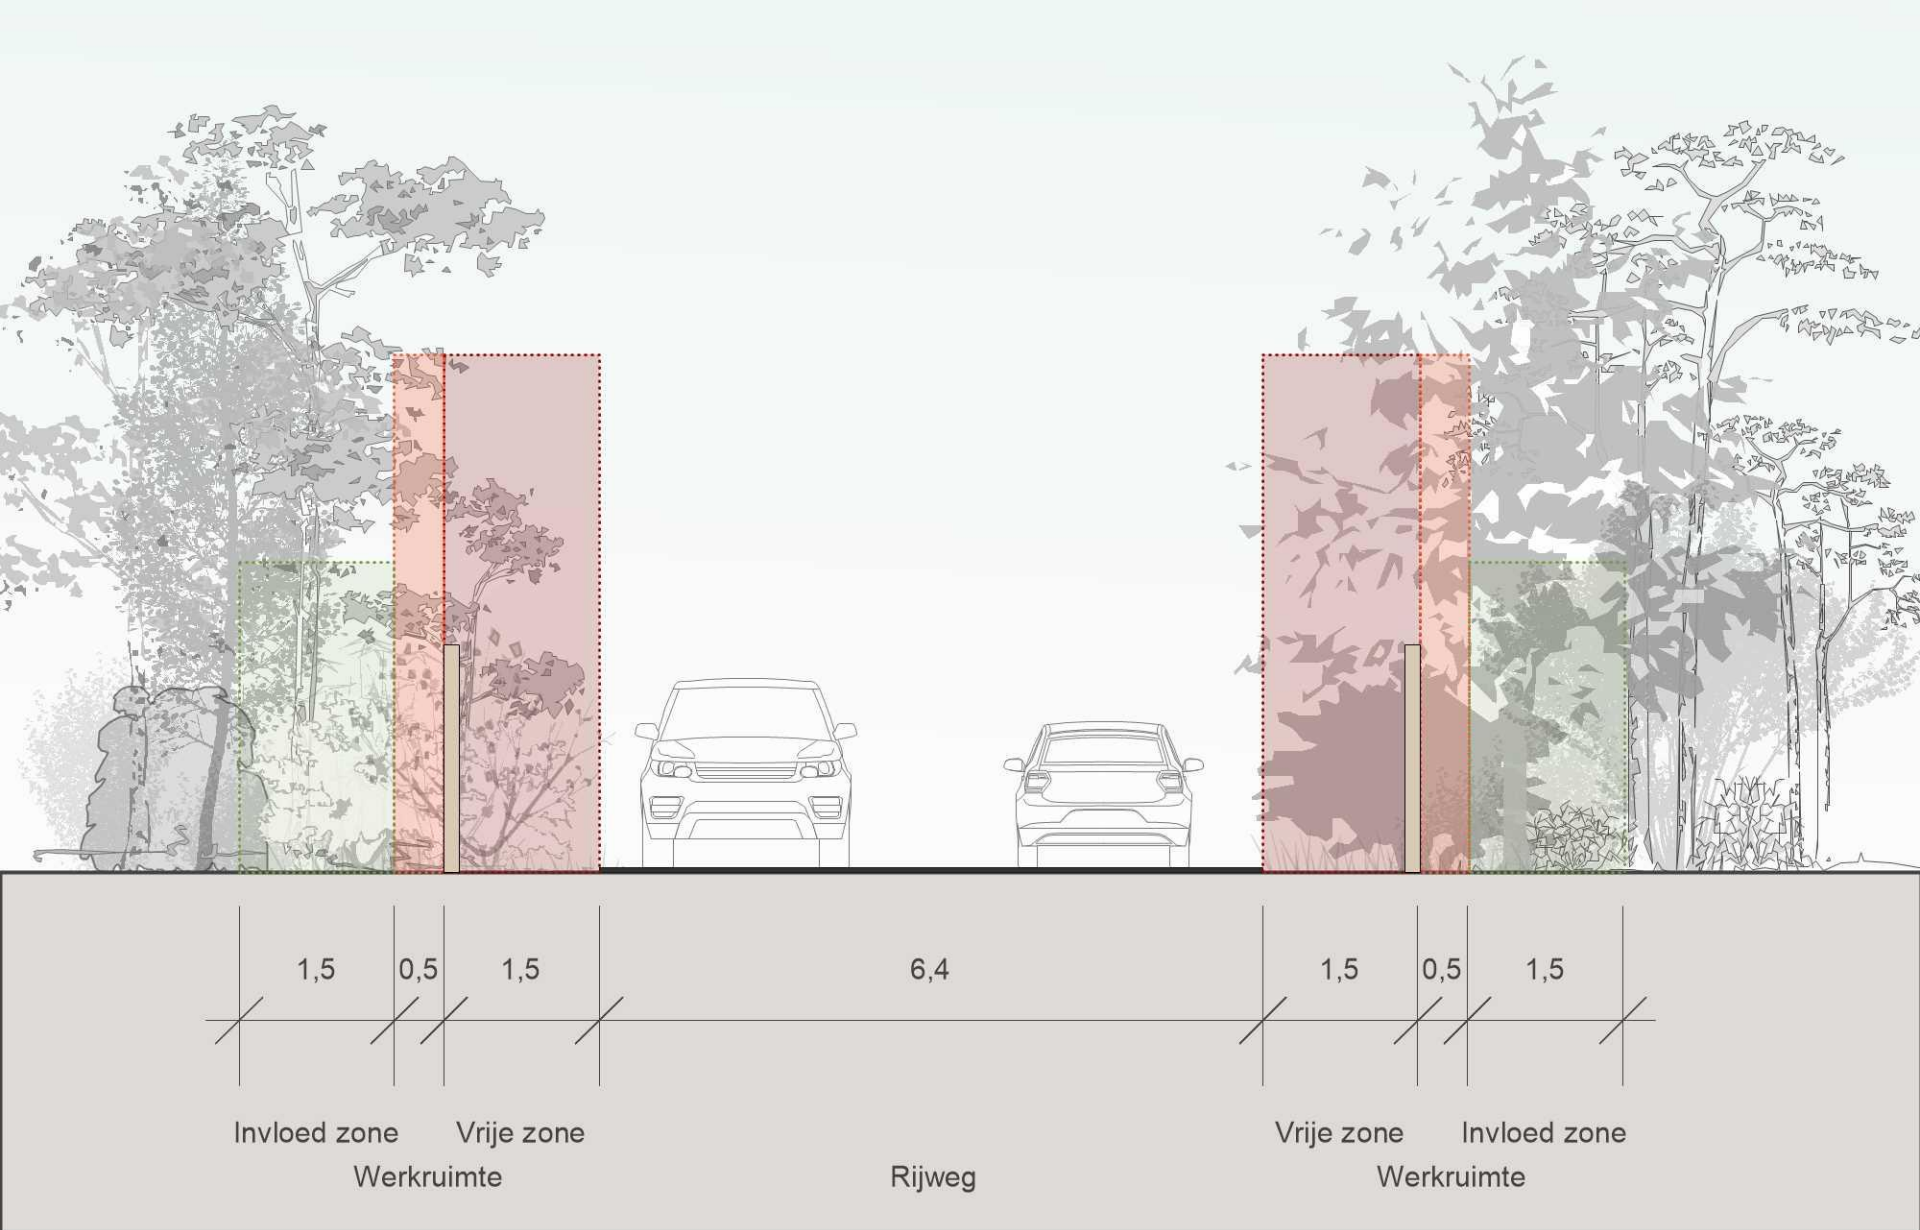 1,5 0,5 1,5 6,4 1,5 0,5 1,5
Invloed zone Vrije zone Vrije zone Invloed zone
Werkruimte Rijweg Werkruimte